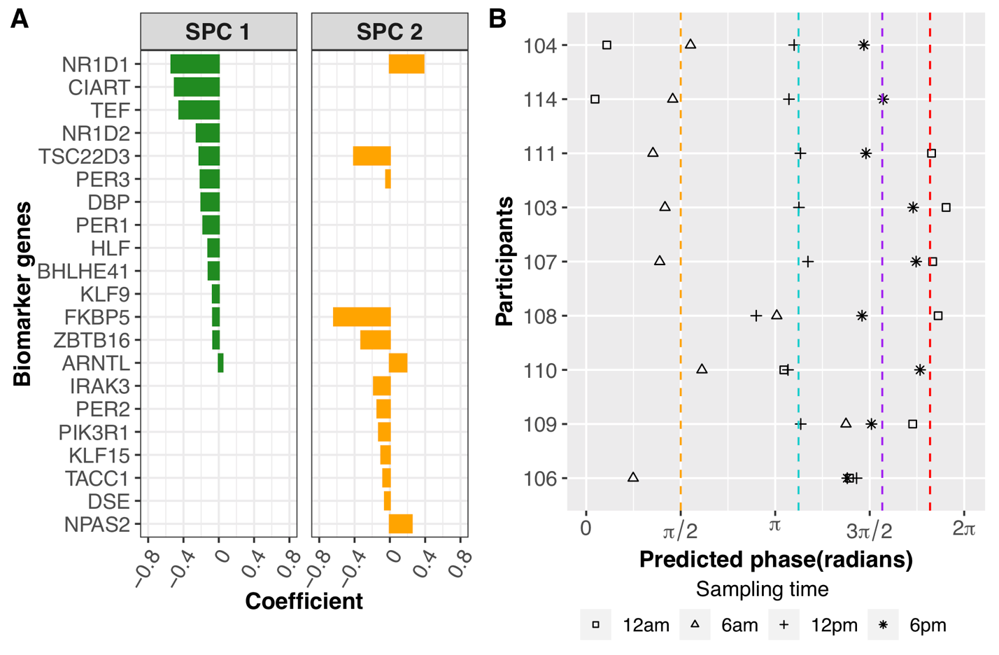 A
SPC 1
SPC 2
Biomarker genes
NR1D1
CIART
TEF
NR1D2
TSC22D3
PER3
DBP
PER1
HLF
BHLHE41
KLF9
FKBP5
ZBTB16
ARNTL
IRAK3
PER2
PIK3R1
KLF15
TACC1
DSE
NPAS2
−0.8 −0.4 0 0.4 0.8
−0.8 −0.4 0 0.4 0.8
Coefficient
B
Participants
104
114
111
103
107
108
110
109
106
0 π/2 π 3π/2 2π
Predicted phase(radians)
Sampling time
12am 6am 12pm 6pm